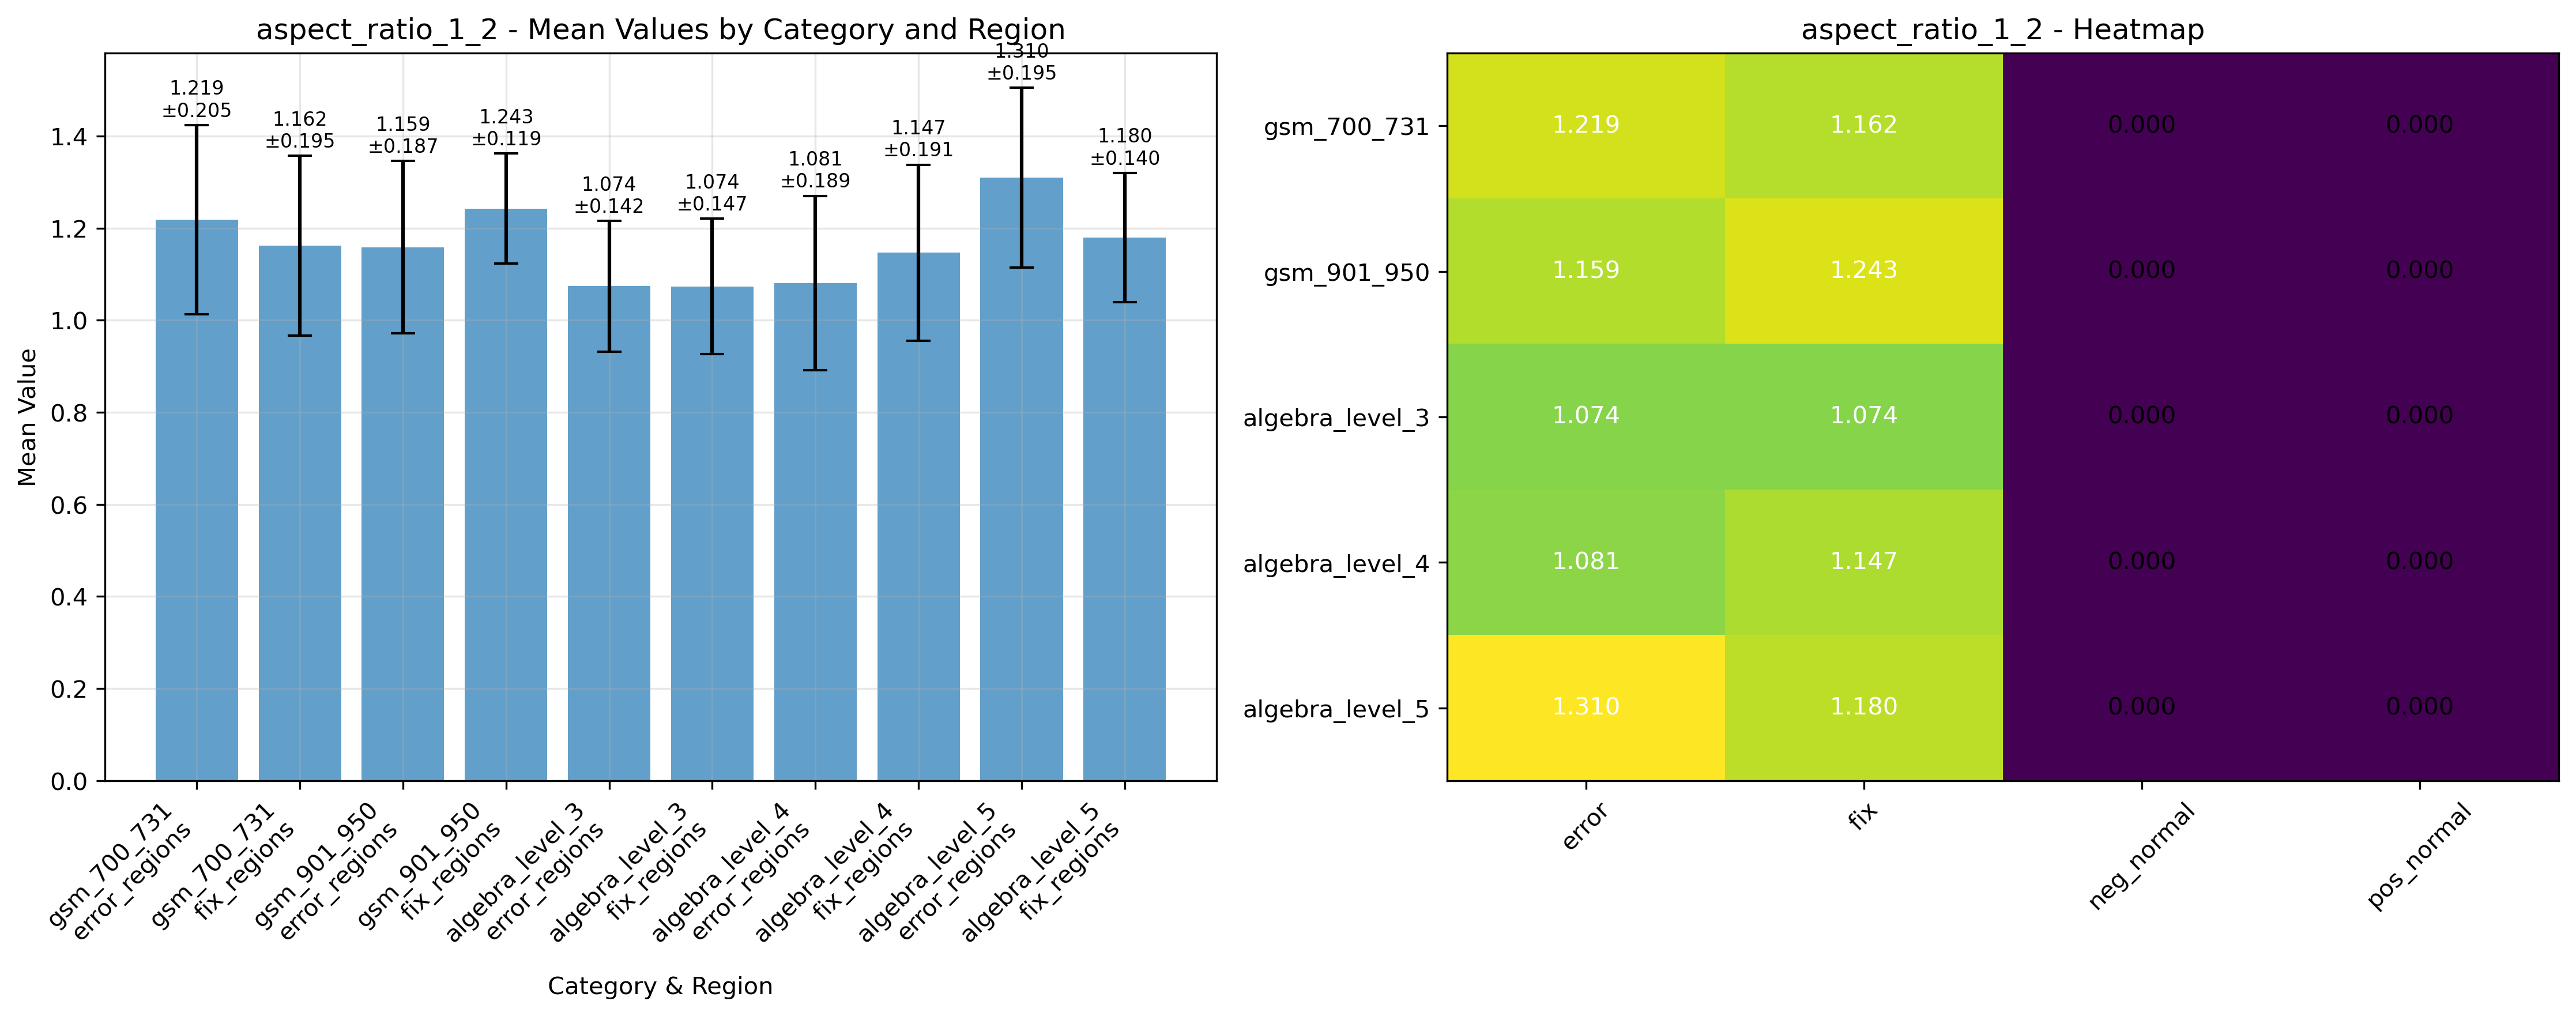 aspect_ratio_1_2 - Mean Values by Category and Region
Mean Value
1.4
1.2
1.0
0.8
0.6
0.4
0.2
0.0
1.219
±0.205
1.162
±0.195
1.159
±0.187
1.243
±0.119
1.074
±0.142
1.074
±0.147
1.081
±0.189
1.147
±0.191
1.310
±0.195
1.180
±0.140
gsm_700_731
error_regions
gsm_700_731
fix_regions
gsm_901_950
error_regions
gsm_901_950
fix_regions
algebra_level_3
error_regions
algebra_level_3
fix_regions
algebra_level_4
error_regions
algebra_level_4
fix_regions
algebra_level_5
error_regions
algebra_level_5
fix_regions
Category & Region
aspect_ratio_1_2 - Heatmap
gsm_700_731 1.219 1.162 0.000 0.000
gsm_901_950 1.159 1.243 0.000 0.000
algebra_level_3 1.074 1.074 0.000 0.000
algebra_level_4 1.081 1.147 0.000 0.000
algebra_level_5 1.310 1.180 0.000 0.000
error
fix
neg_normal
pos_normal